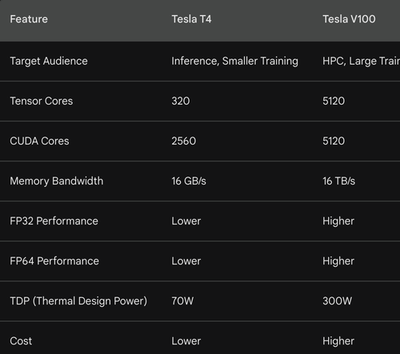 Feature Tesla T4 Tesla V100
Target Audience Inference, Smaller Training HPC, Large
Tensor Cores 320 5120
CUDA Cores 2560 5120
Memory Bandwidth 16 GB/s 16 TB/s
FP32 Performance Lower Higher
FP64 Performance Lower Higher
TDP (Thermal Design Power) 70W 300W
Cost Lower Higher